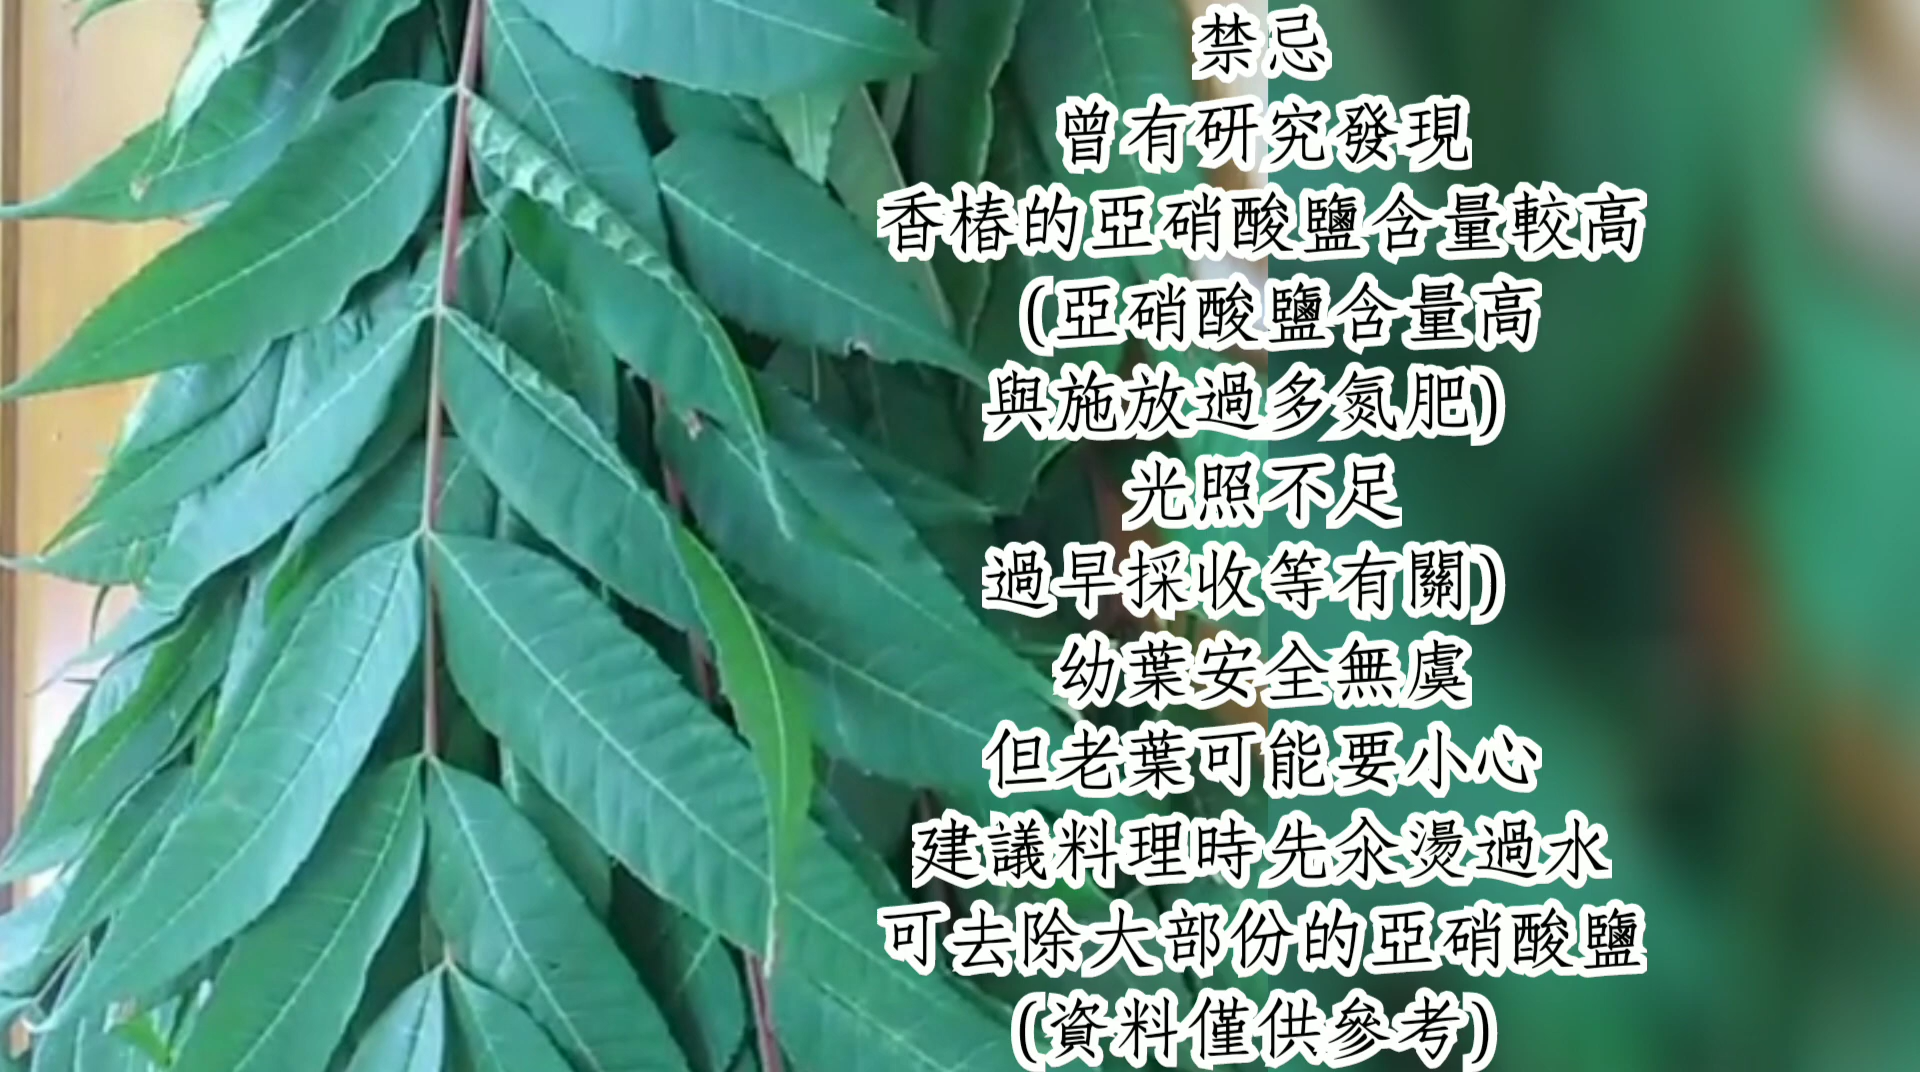 禁忌
曾有研究發現
香椿的亞硝酸鹽含量較高
(亞硝酸鹽含量高
與施放過多氮肥)
光照不足
過早採收等有關)
幼葉安全無虞
但老葉可能要小心
建議料理時先汆燙過水
可去除大部份的亞硝酸鹽
(資料僅供參考)